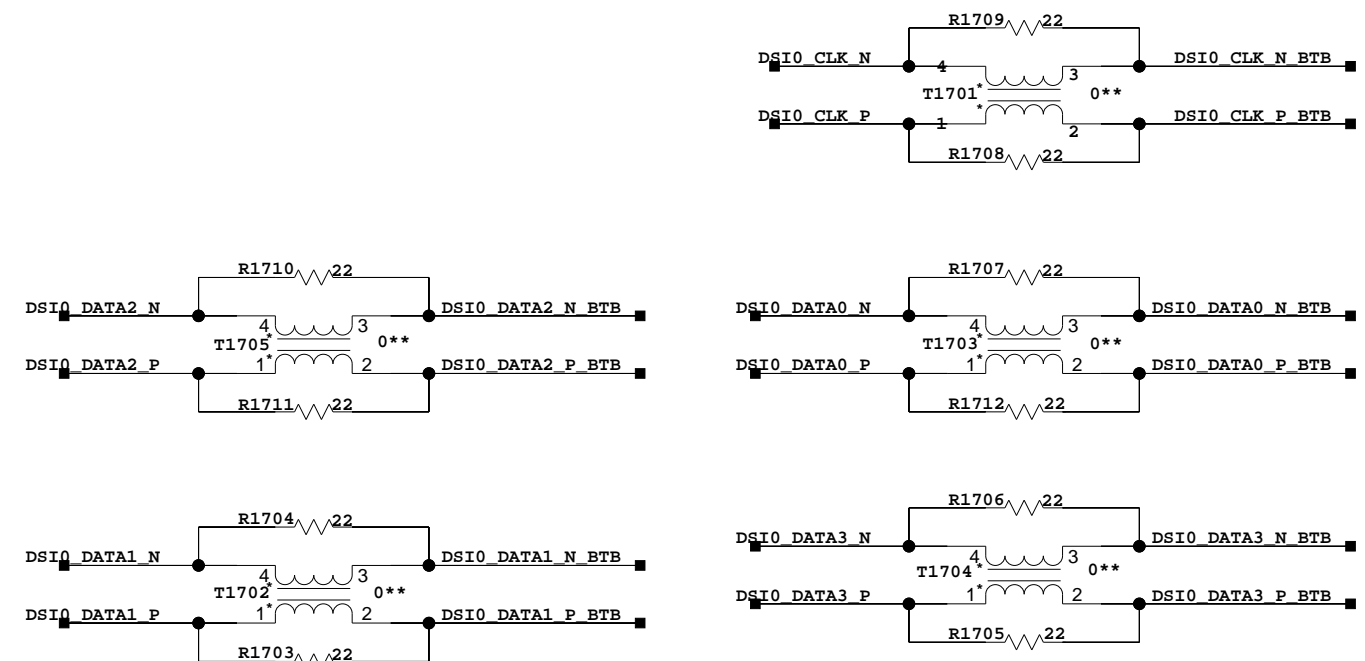 R1709 22
DSI0_CLK_N 4 3 DSI0_CLK_N_BTB
T1701 * * 0**
DSI0_CLK_P 1 2 DSI0_CLK_P_BTB
R1708 22
R1710 22
DSI0_DATA2_N 4 3 DSI0_DATA2_N_BTB
T1705 * * 0**
DSI0_DATA2_P 1 2 DSI0_DATA2_P_BTB
R1711 22
R1707 22
DSI0_DATA0_N 4 3 DSI0_DATA0_N_BTB
T1703 * * 0**
DSI0_DATA0_P 1 2 DSI0_DATA0_P_BTB
R1712 22
R1704 22
DSI0_DATA1_N 4 3 DSI0_DATA1_N_BTB
T1702 * * 0**
DSI0_DATA1_P 1 2 DSI0_DATA1_P_BTB
R1703 22
R1706 22
DSI0_DATA3_N 4 3 DSI0_DATA3_N_BTB
T1704 * * 0**
DSI0_DATA3_P 1 2 DSI0_DATA3_P_BTB
R1705 22